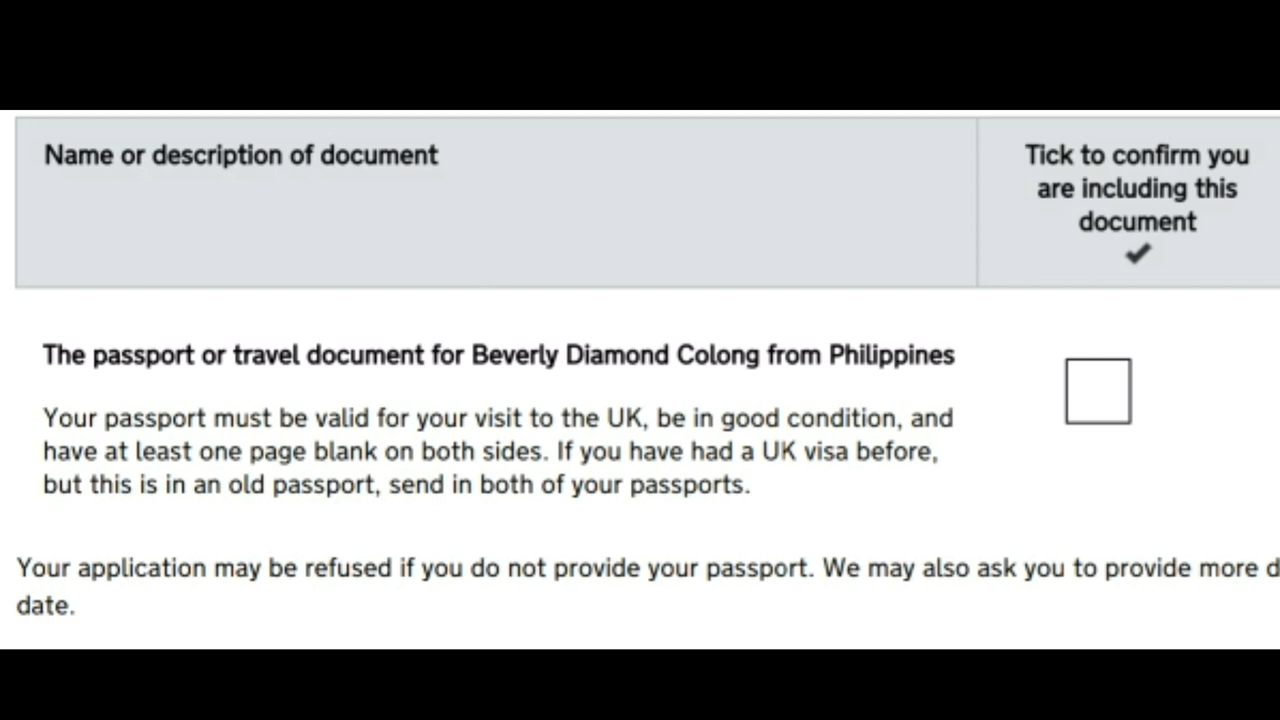 Name or description of document
Tick to confirm you
are including this
document
The passport or travel document for Beverly Diamond Colong from Philippines
Your passport must be valid for your visit to the UK, be in good condition, and
have at least one page blank on both sides. If you have had a UK visa before,
but this is in an old passport, send in both of your passports.
Your application may be refused if you do not provide your passport. We may also ask you to provide more
date.